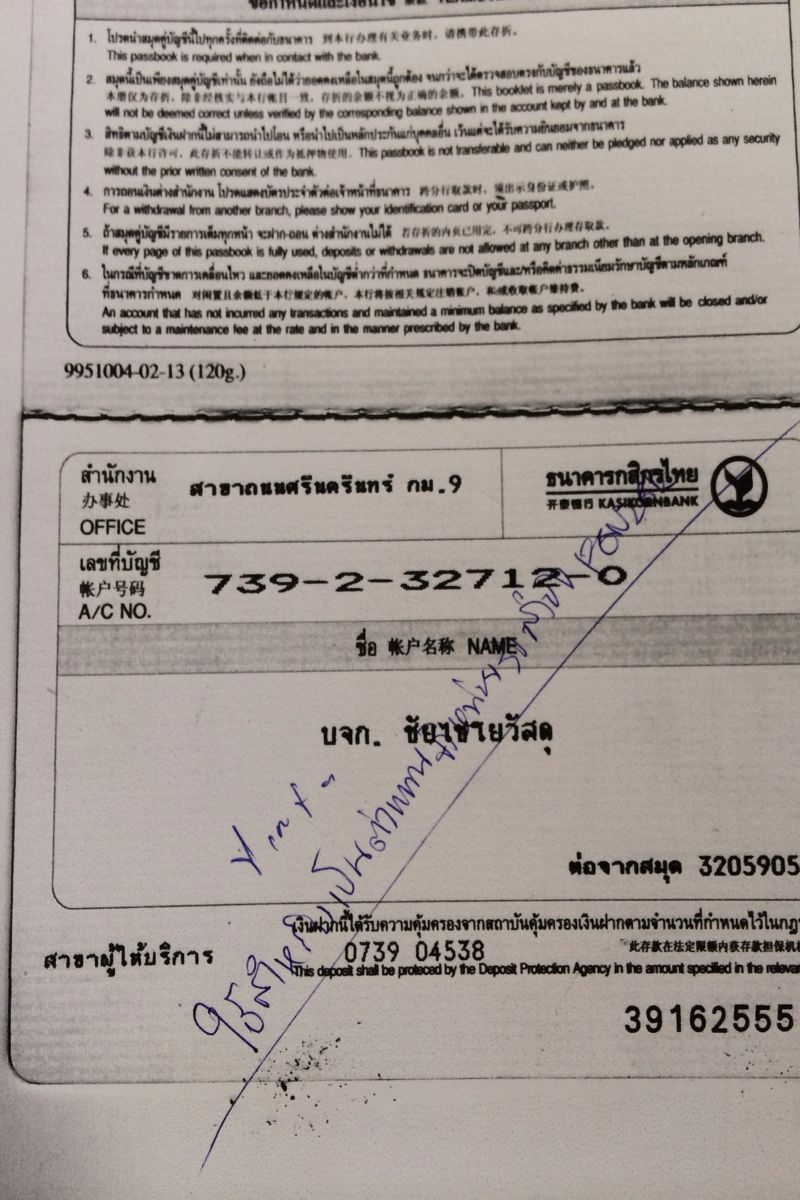 1. โปรดนำสมุดคู่บัญชีนี้ไปทุกครั้งที่ติดต่อกับธนาคาร 到本行办理有关业务时，请携带此存折。
This passbook is required when in contact with the bank.
2. สมุดนี้เป็นเพียงสมุดคู่บัญชีเท่านั้น ยังถือไม่ได้ว่ายอดคงเหลือในสมุดนี้ถูกต้อง จนกว่าจะได้ตรวจสอบตรงกับบัญชีของธนาคารแล้ว
本册仅为存折，除非经核实与本行帐目一致，存折的余额不视为正确的余额。This booklet is merely a passbook. The balance shown herein
will not be deemed correct unless verified by the corresponding balance shown in the account kept by and at the bank.
3. สิทธิตามบัญชีเงินฝากนี้ไม่สามารถนำไปโอน หรือนำไปเป็นหลักประกันแก่บุคคลอื่น เว้นแต่จะได้รับความยินยอมจากธนาคาร
除非获本行许可，此存折不能转让或作为抵押物使用。This passbook is not transferable and can neither be pledged nor applied as any security
without the prior written consent of the bank.
4. การถอนเงินต่างสำนักงาน โปรดแสดงบัตรประจำตัวต่อเจ้าหน้าที่ธนาคาร 跨分行取款时，须出示身份证或护照。
For a withdrawal from another branch, please show your identification card or your passport.
5. ถ้าสมุดคู่บัญชีมีรายการเต็มทุกหน้า จะฝาก-ถอน ต่างสำนักงานไม่ได้ 若存折的内页已用完，不可跨分行办理存取款。
If every page of this passbook is fully used, deposits or withdrawals are not allowed at any branch other than at the opening branch.
6. ในกรณีที่บัญชีขาดการเคลื่อนไหว และยอดคงเหลือในบัญชีต่ำกว่าที่กำหนด ธนาคารจะปิดบัญชีและ/หรือคิดค่าธรรมเนียมรักษาบัญชีตามหลักเกณฑ์
ที่ธนาคารกำหนด 对闲置且余额低于本行规定的帐户，本行将按相关规定注销帐户，和或收取帐户维持费。
An account that has not incurred any transactions and maintained a minimum balance as specified by the bank will be closed and/or
subject to a maintenance fee at the rate and in the manner prescribed by the bank.
9951004-02-13 (120g.)
สำนักงาน
办事处
OFFICE
สาขาถนนศรีนครินทร์ กม.9
ธนาคารกสิกรไทย
开泰银行 KASIKORNBANK
เลขที่บัญชี
帐户号码
A/C NO.
739-2-32712-0
ชื่อ 帐户名称 NAME
บจก. ชัยไชยวัสดุ
ต่อจากสมุด 3205905
เงินฝากนี้ได้รับความคุ้มครองจากสถาบันคุ้มครองเงินฝากตามจำนวนที่กำหนดไว้ในกฎ
สาขาผู้ให้บริการ 0739 04538 此存款在法定限额内获存款担保机
This deposit shall be proteced by the Deposit Protection Agency in the amount specified in the relevan
39162555